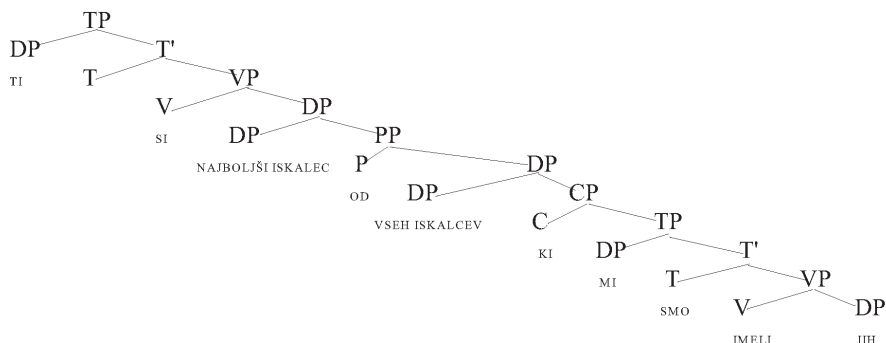 TP
DP T'
TI T VP
V DP
SI DP PP
NAJBOLJŠI ISKALEC P DP
OD DP CP
VSEH ISKALCEV C TP
KI DP T'
MI T VP
SMO V DP
IMELI JIH